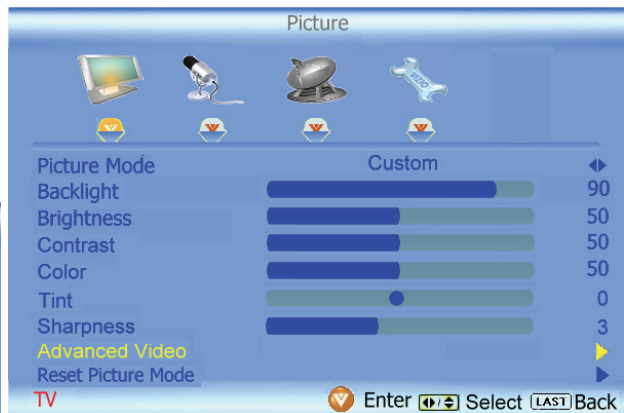 Picture
VIZIO
Picture Mode Custom
Backlight 90
Brightness 50
Contrast 50
Color 50
Tint 0
Sharpness 3
Advanced Video
Reset Picture Mode
TV Enter Select LAST Back